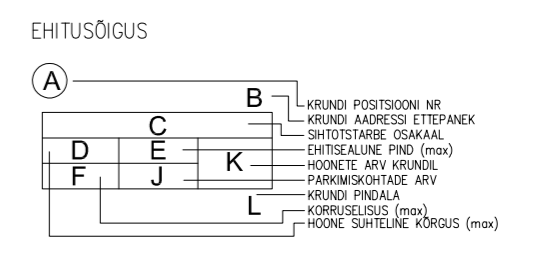 EHITUSÕIGUS
A
B
KRUNDI POSITSIOONI NR
KRUNDI AADRESSI ETTEPANEK
C
SIHTOTSTARBE OSAKAAL
D E
EHITISEALUNE PIND (max)
K
HOONETE ARV KRUNDIL
F J
PARKIMISKOHTADE ARV
L
KRUNDI PINDALA
KORRUSELISUS (max)
HOONE SUHTELINE KÕRGUS (max)